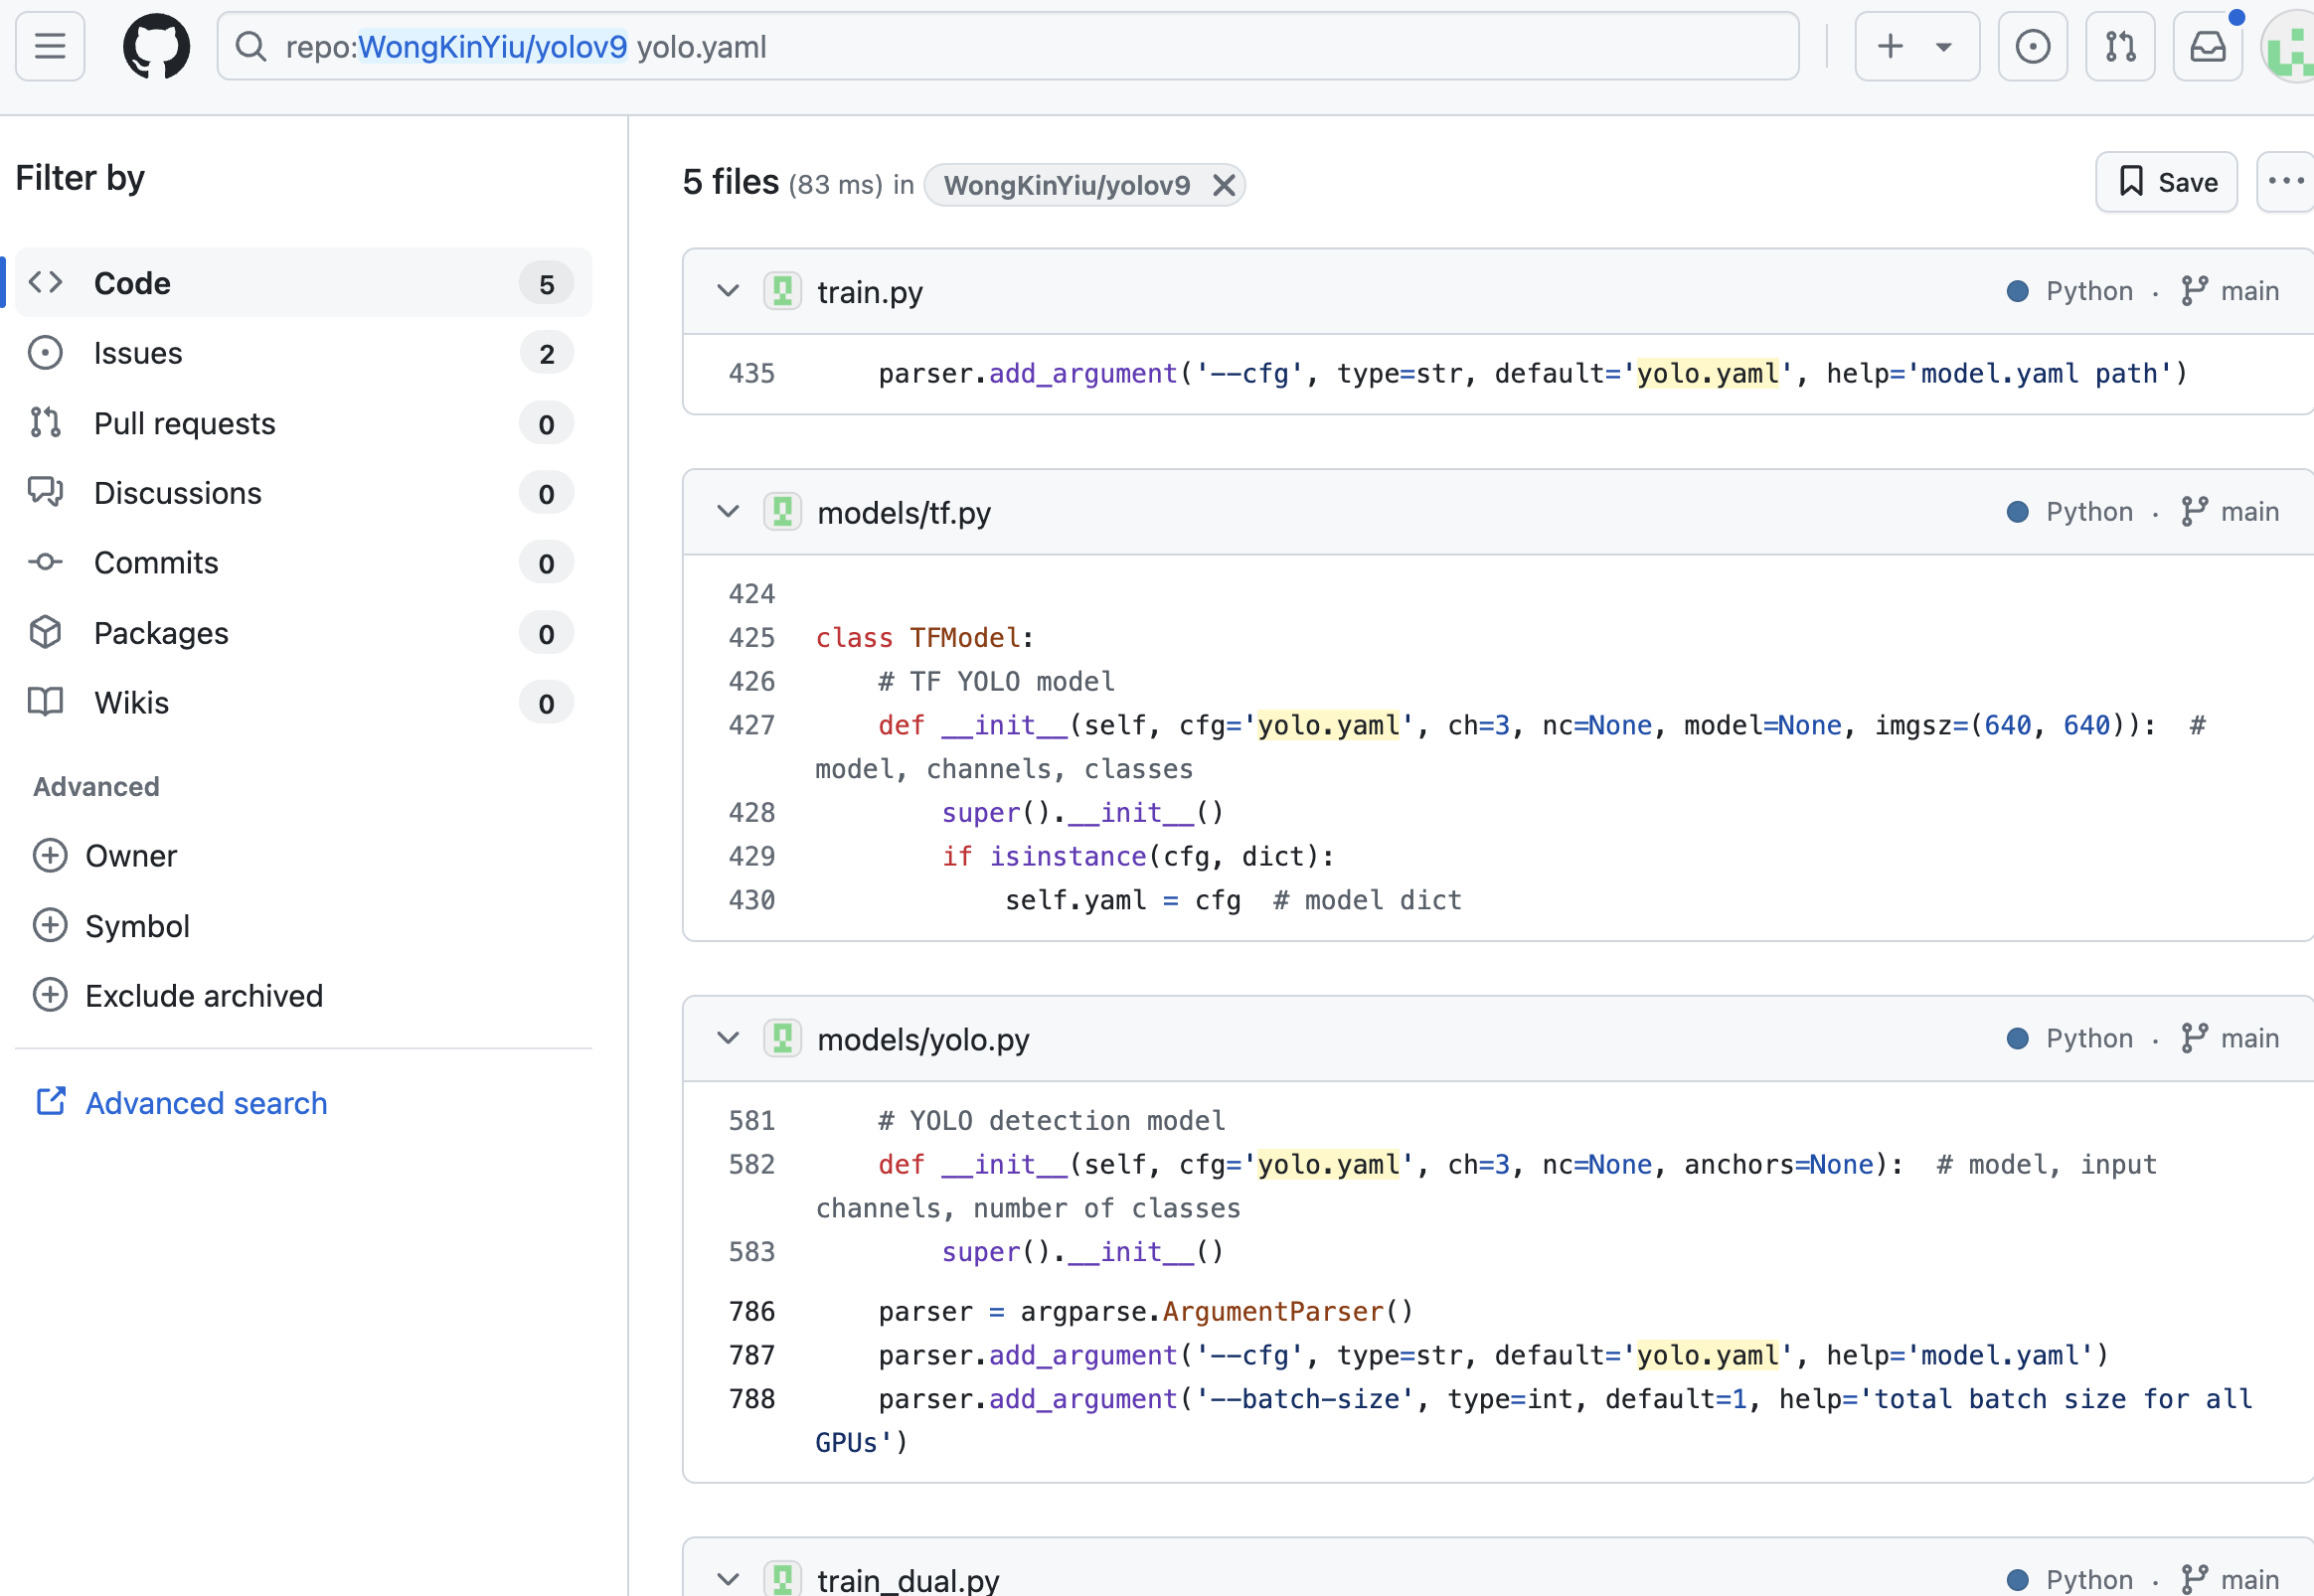 repo:WongKinYiu/yolov9 yolo.yaml
Filter by
Code 5
Issues 2
Pull requests 0
Discussions 0
Commits 0
Packages 0
Wikis 0
Advanced
Owner
Symbol
Exclude archived
Advanced search
5 files (83 ms) in WongKinYiu/yolov9
Save
train.py Python · main
435 parser.add_argument('--cfg', type=str, default='yolo.yaml', help='model.yaml path')
models/tf.py Python · main
424
425 class TFModel:
426 # TF YOLO model
427 def __init__(self, cfg='yolo.yaml', ch=3, nc=None, model=None, imgsz=(640, 640)): #
model, channels, classes
428 super().__init__()
429 if isinstance(cfg, dict):
430 self.yaml = cfg # model dict
models/yolo.py Python · main
581 # YOLO detection model
582 def __init__(self, cfg='yolo.yaml', ch=3, nc=None, anchors=None): # model, input
channels, number of classes
583 super().__init__()
786 parser = argparse.ArgumentParser()
787 parser.add_argument('--cfg', type=str, default='yolo.yaml', help='model.yaml')
788 parser.add_argument('--batch-size', type=int, default=1, help='total batch size for all
GPUs')
train_dual.py Python · main